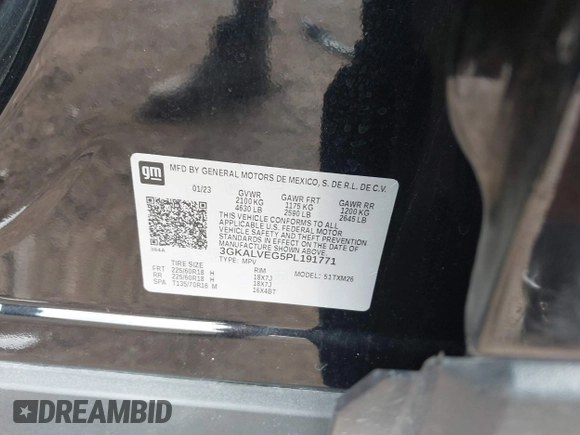 gm
MFD BY GENERAL MOTORS DE MEXICO, S. DE R.L. DE C.V.
01/23 GVWR GAWR FRT GAWR RR
2100 KG 1175 KG 1200 KG
4630 LB 2590 LB 2645 LB
THIS VEHICLE CONFORMS TO ALL
APPLICABLE U.S. FEDERAL MOTOR
VEHICLE SAFETY, BUMPER, AND THEFT
PREVENTION STANDARDS IN EFFECT ON
THE DATE OF MANUFACTURE SHOWN ABOVE.
3GKALVEG5PL191771
TYPE: MPV MODEL: 51TXM26
TIRE SIZE RIM
FRT 225/60R18 H 18X7J
RR 225/60R18 H 18X7J
SPA T135/70R16 M 16X4BT
DREAMBID